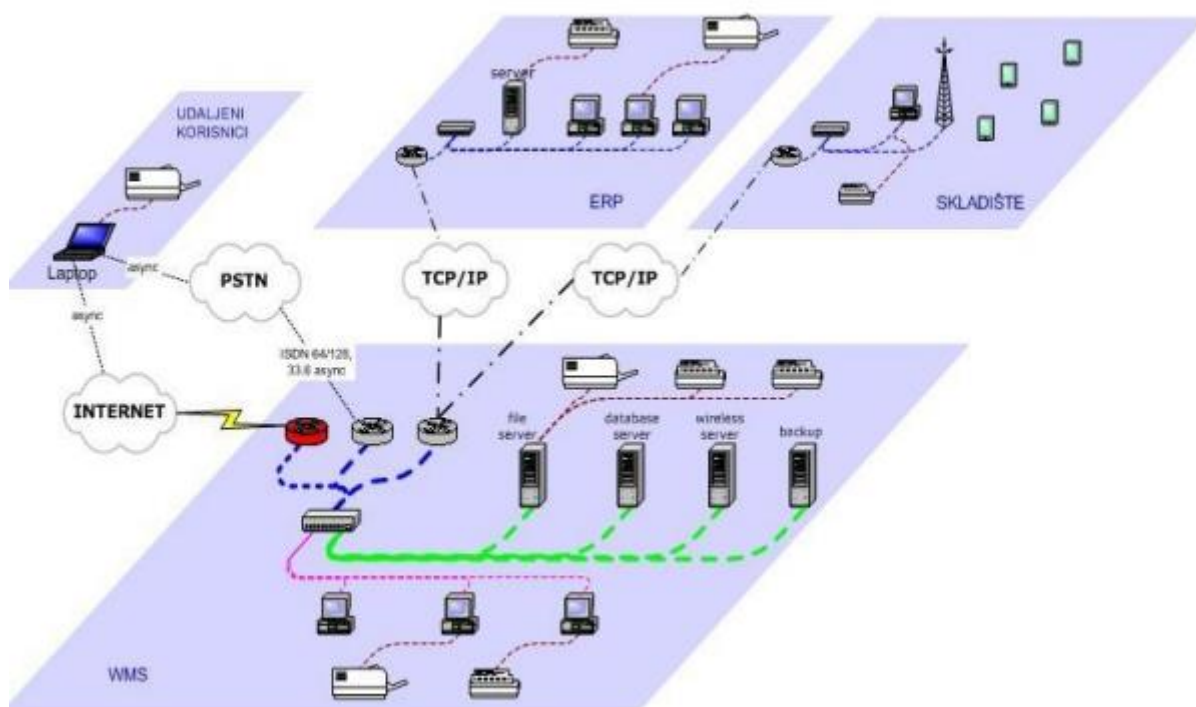 UDALJENI
KORISNICI
Laptop
async
async
PSTN
INTERNET
ISDN 64/128,
33.6 async
server
ERP
SKLADIŠTE
TCP/IP
TCP/IP
file
server
database
server
wireless
server
backup
WMS